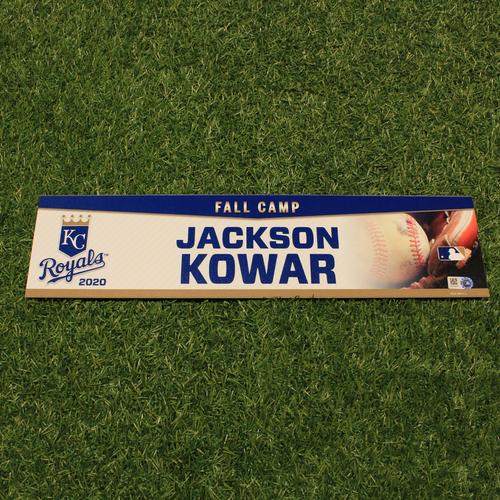 FALL CAMP
KC
Royals
2020
JACKSON
KOWAR